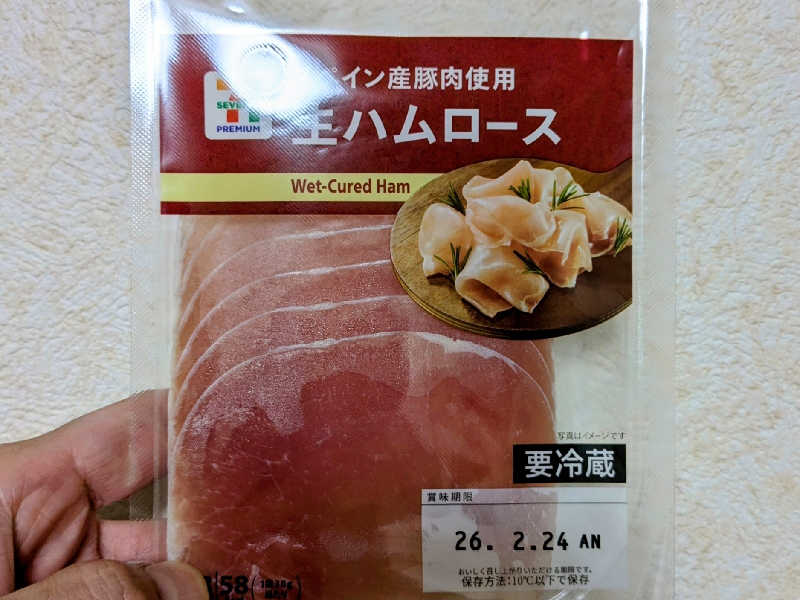 イン産豚肉使用
SEVEN
PREMIUM
生ハムロース
Wet-Cured Ham
写真はイメージです
要冷蔵
賞味期限
26. 2.24 AN
おいしく召し上がりいただける期限です。
保存方法:10℃以下で保存
58